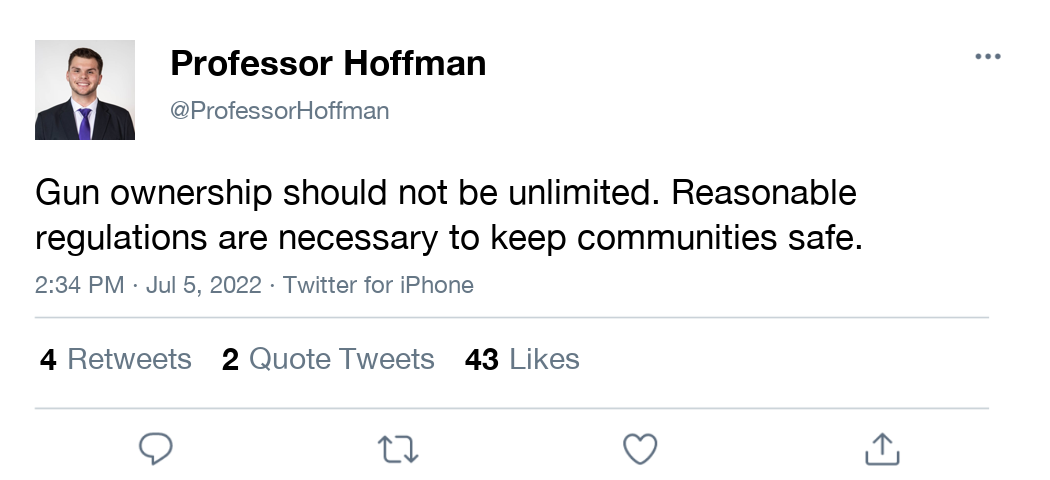 Professor Hoffman
@ProfessorHoffman
Gun ownership should not be unlimited. Reasonable
regulations are necessary to keep communities safe.
2:34 PM · Jul 5, 2022 · Twitter for iPhone
4 Retweets 2 Quote Tweets 43 Likes